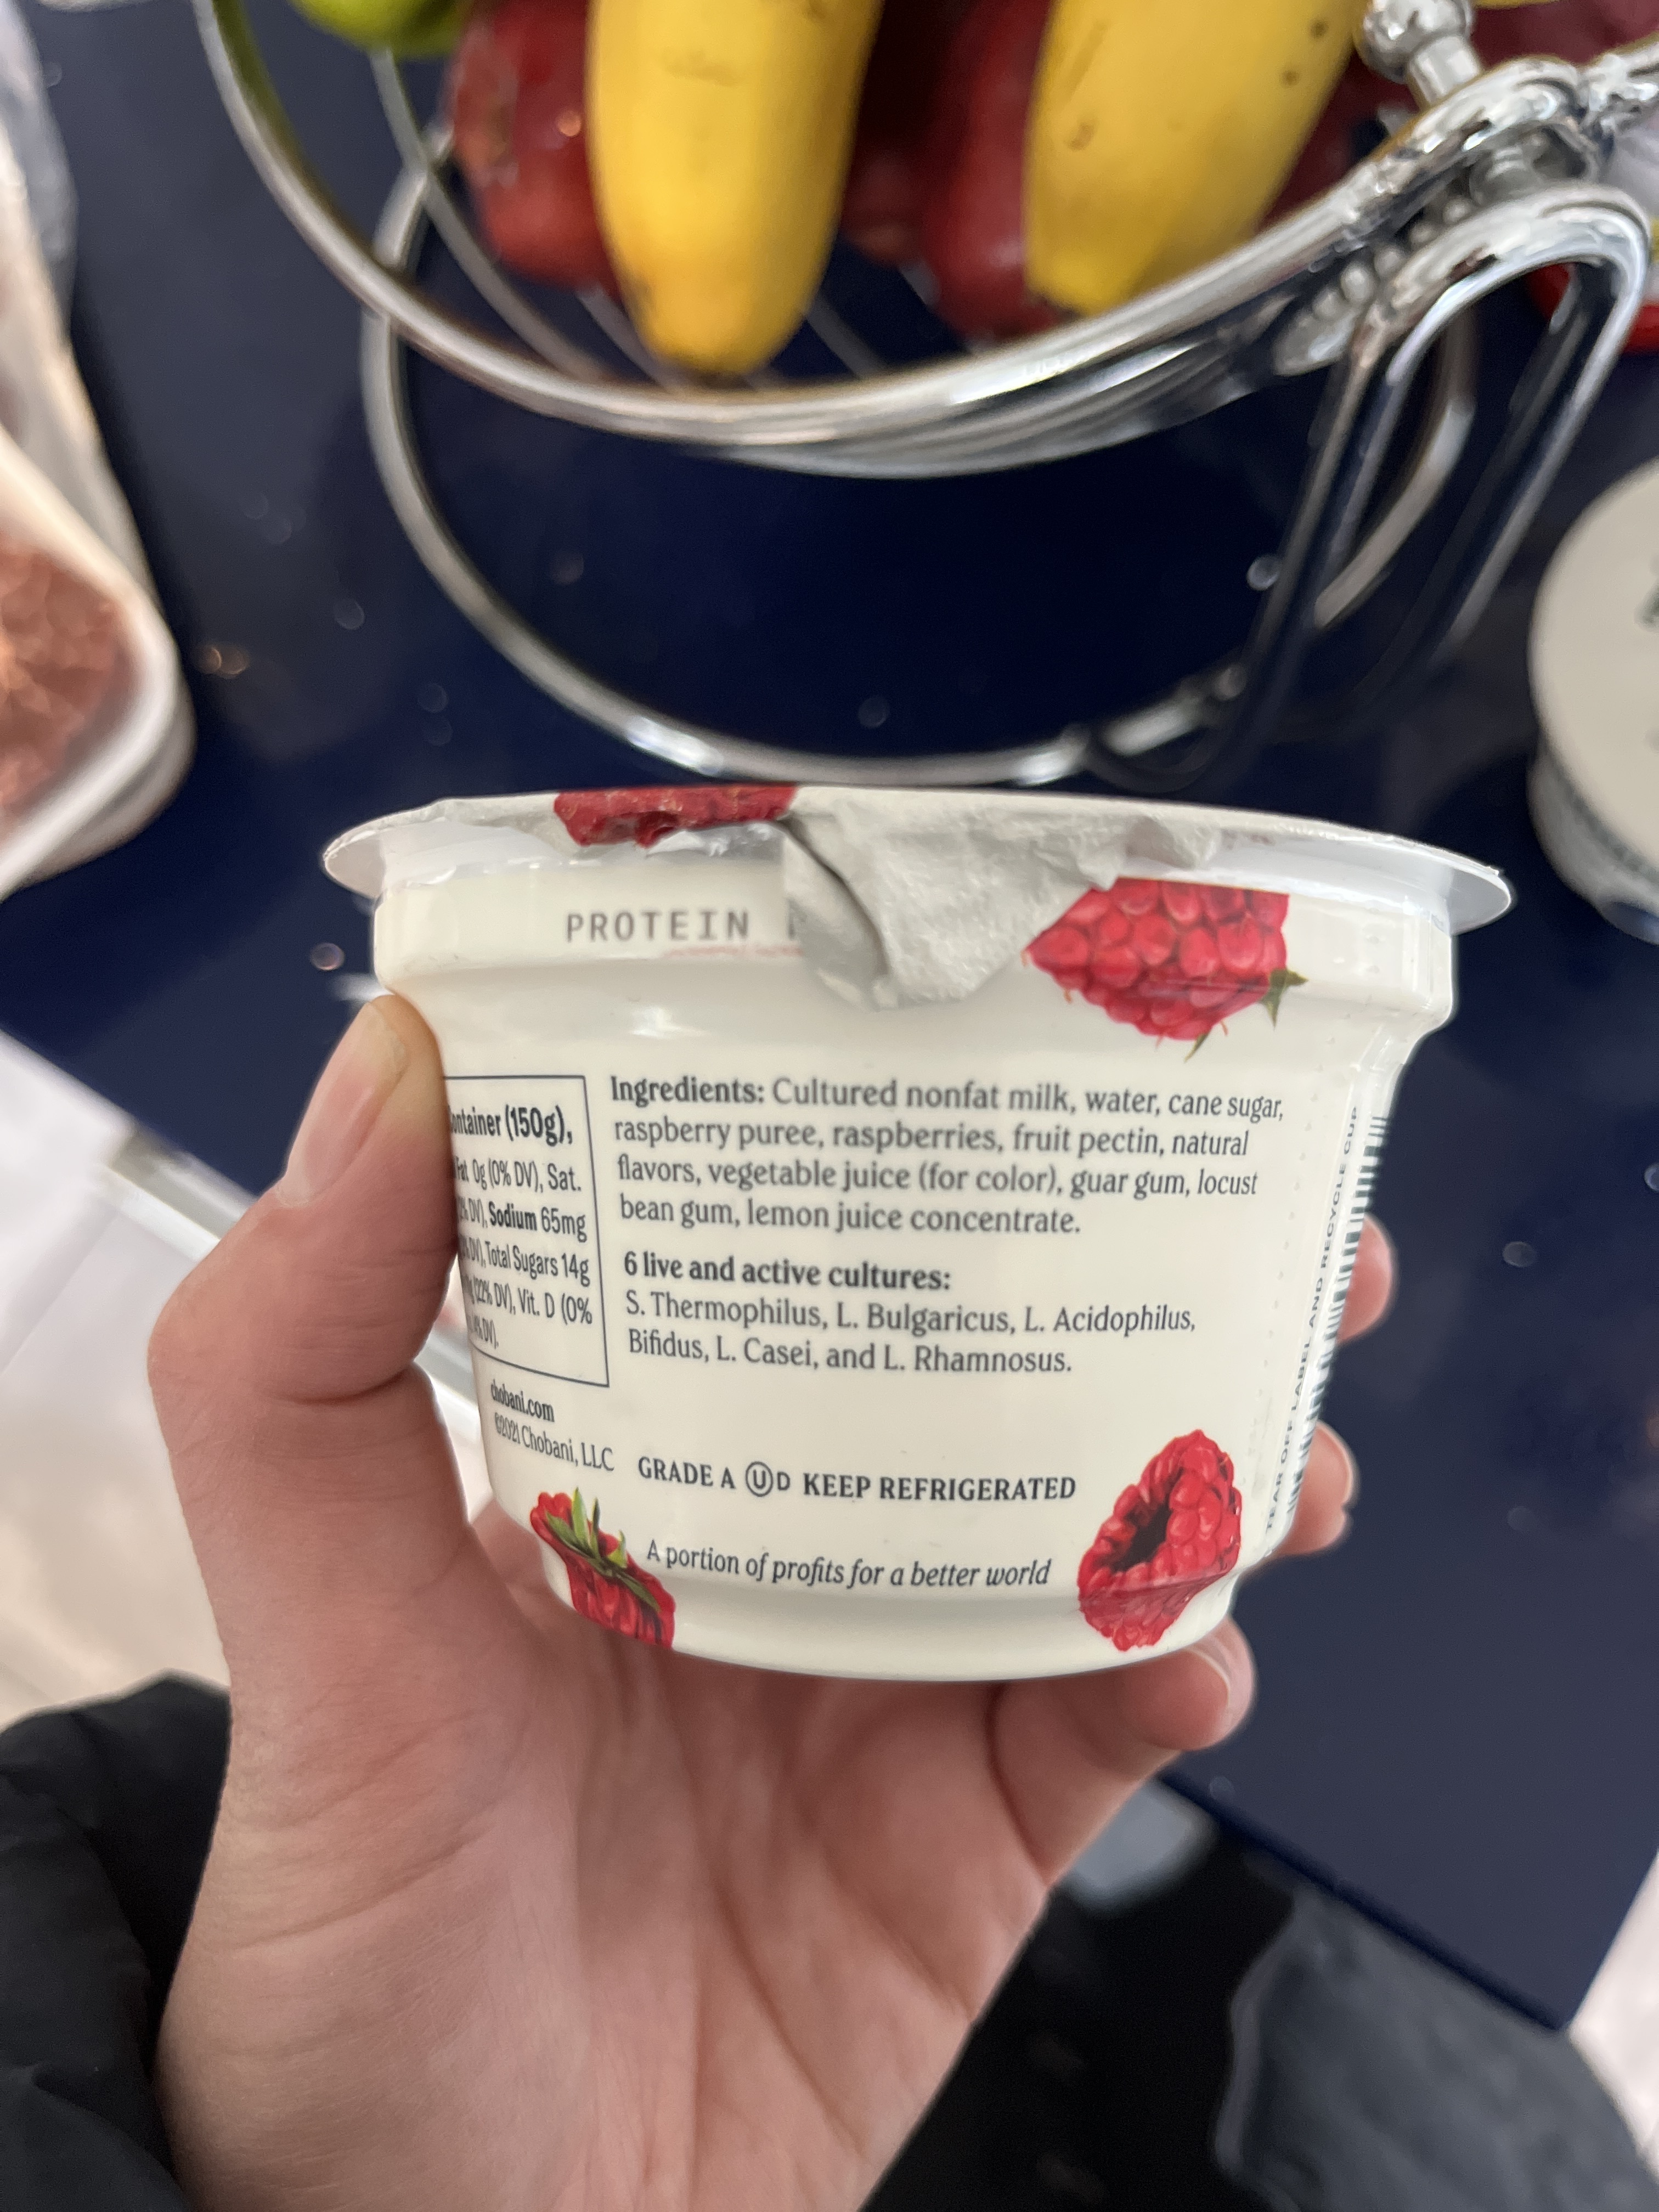 PROTEIN
(150g),
0g (0% DV), Sat.
DV), Sodium 65mg
DV), Total Sugars 14g
(22% DV), Vit. D (0%
4% DV).
chobani.com
©2021 Chobani, LLC
Ingredients: Cultured nonfat milk, water, cane sugar,
raspberry puree, raspberries, fruit pectin, natural
flavors, vegetable juice (for color), guar gum, locust
bean gum, lemon juice concentrate.
6 live and active cultures:
S. Thermophilus, L. Bulgaricus, L. Acidophilus,
Bifidus, L. Casei, and L. Rhamnosus.
GRADE A Ⓤ D KEEP REFRIGERATED
A portion of profits for a better world
TEAR OFF LABEL AND RECYCLE CUP